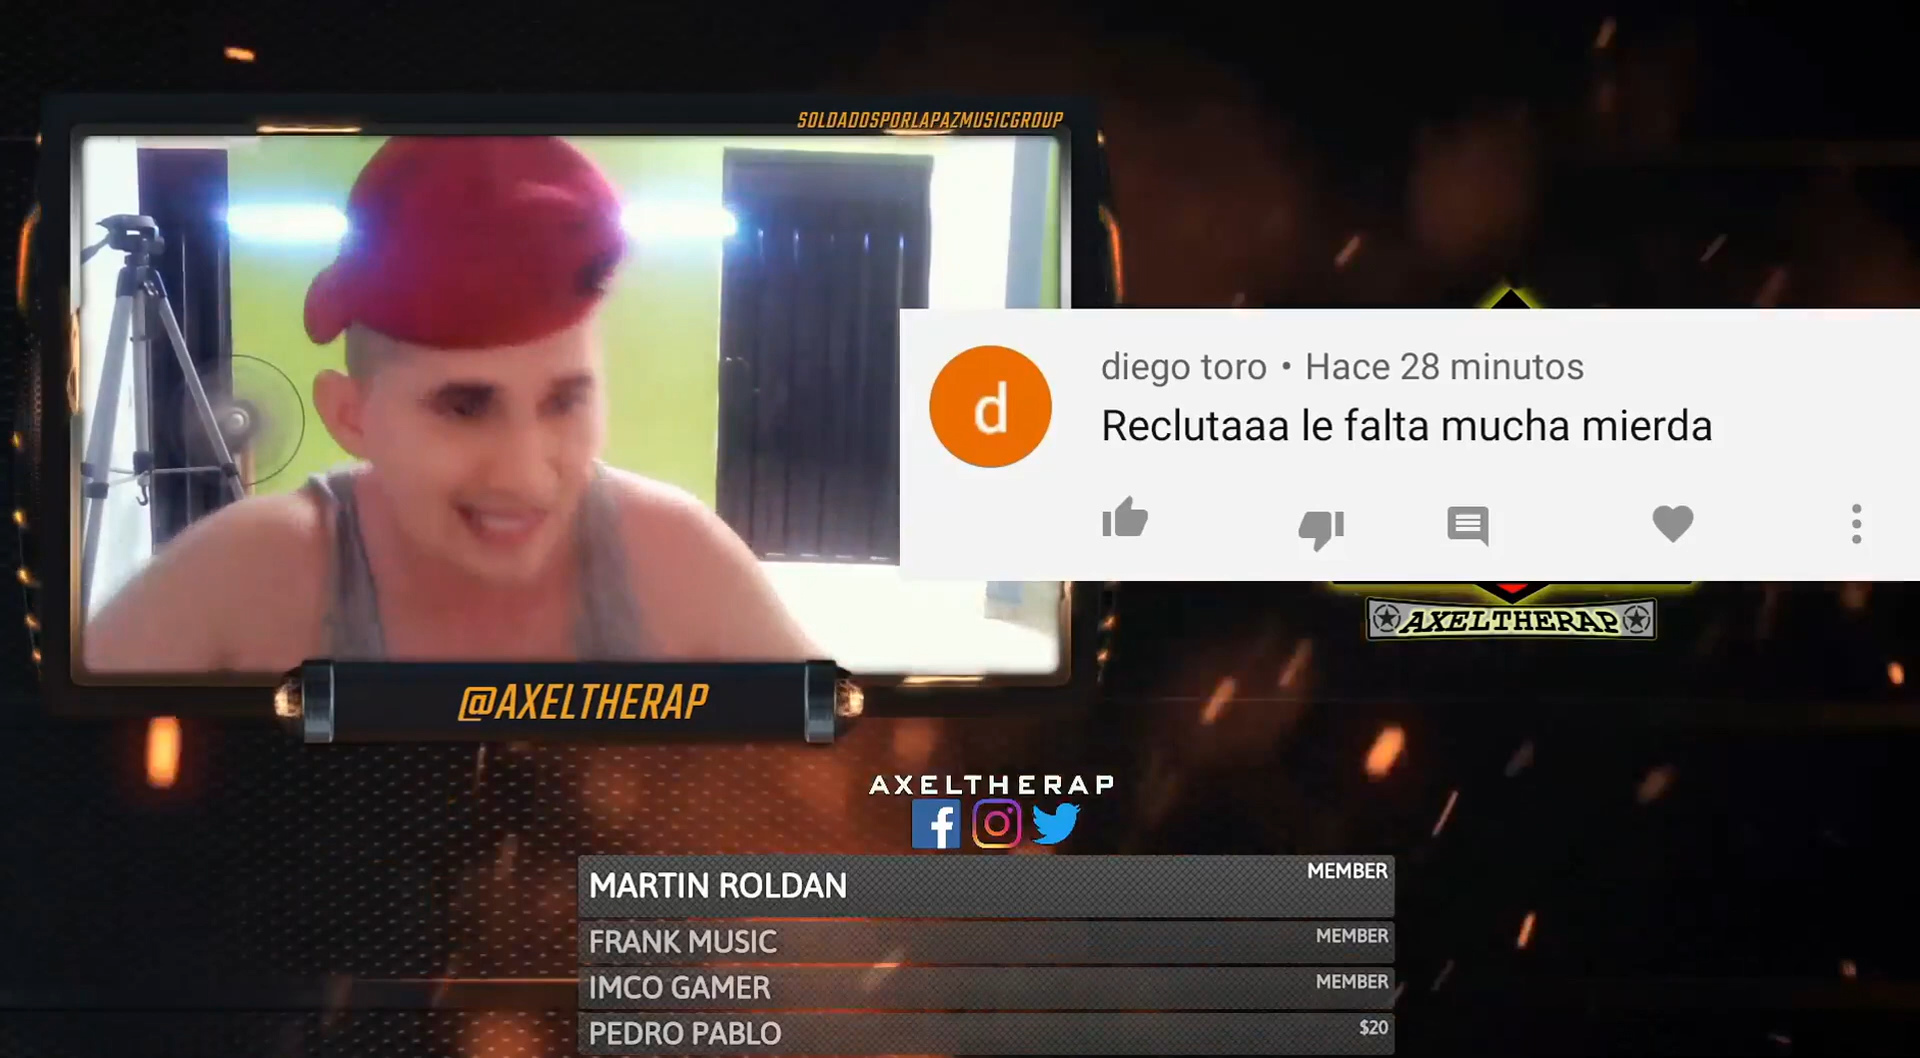 SOLDADOSPORLAPAZMUSICGROUP
diego toro • Hace 28 minutos
d
Reclutaaa le falta mucha mierda
AXELTHERAP
@AXELTHERAP
AXELTHERAP
MARTIN ROLDAN MEMBER
FRANK MUSIC MEMBER
IMCO GAMER MEMBER
PEDRO PABLO $20